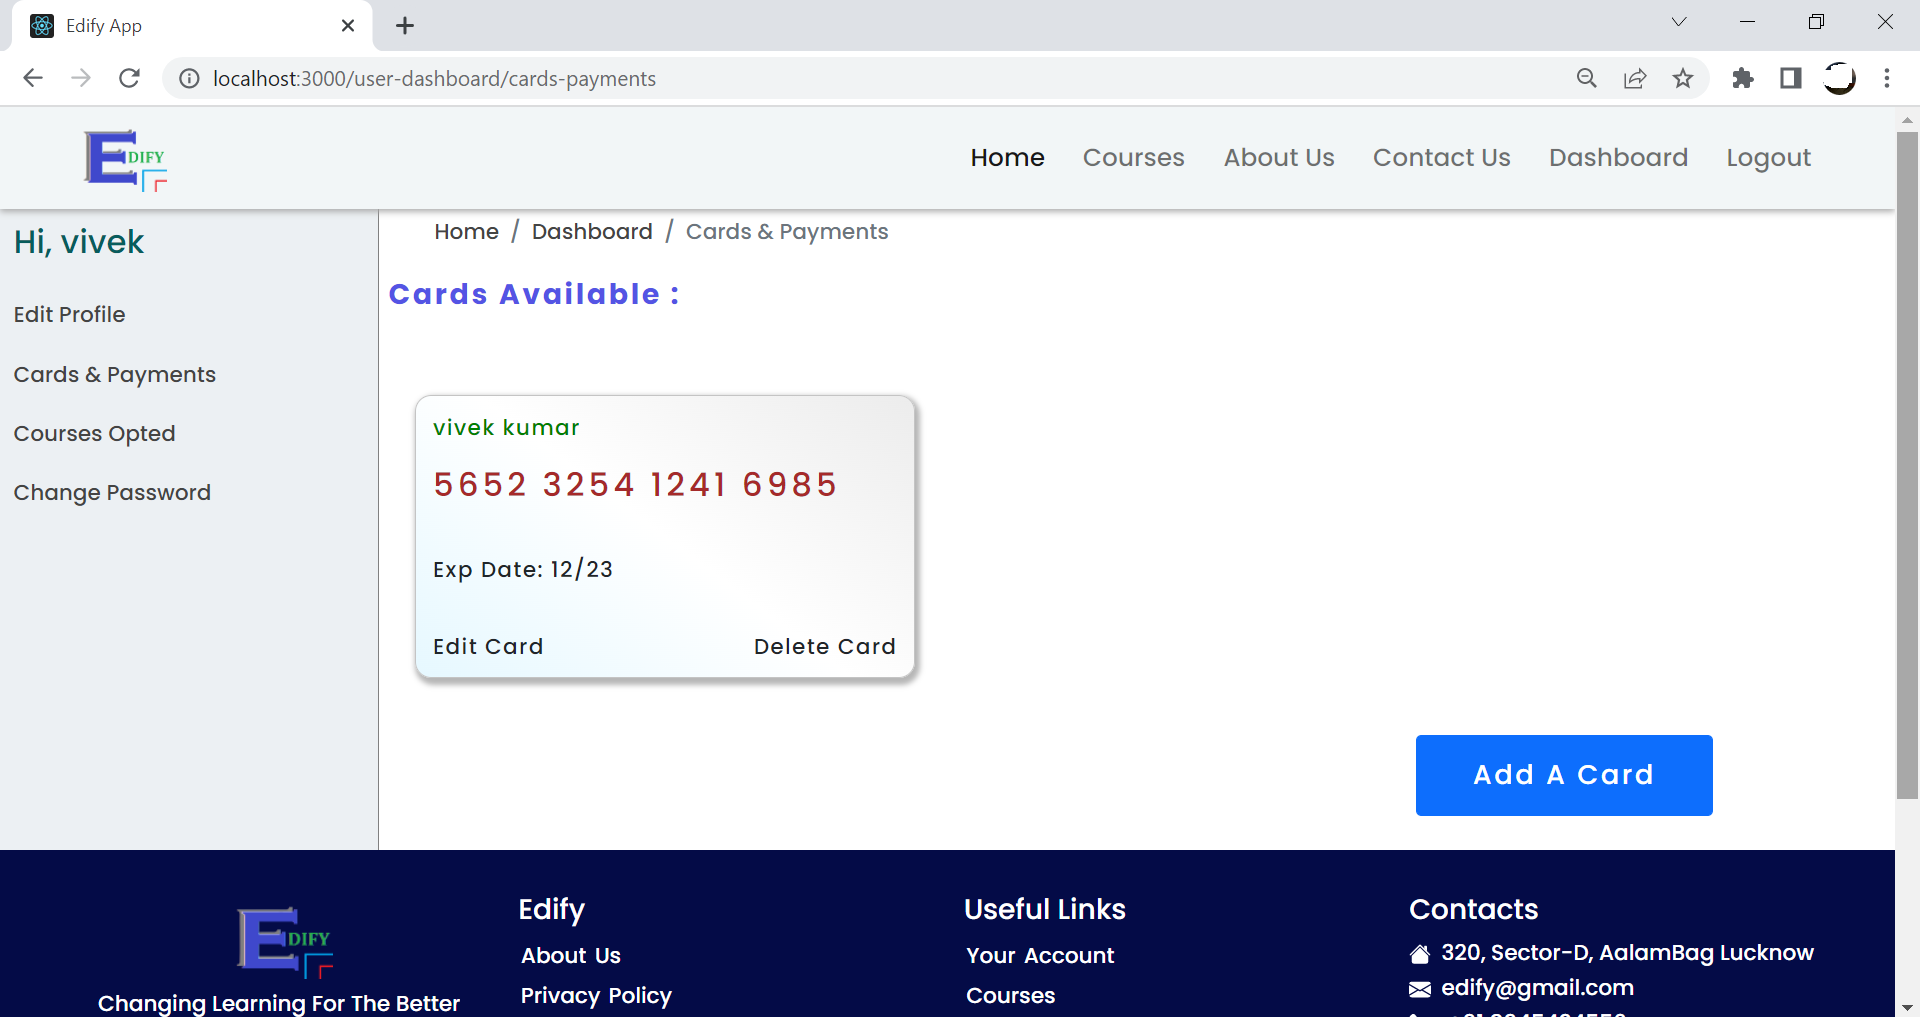 Edify App
localhost:3000/user-dashboard/cards-payments
EDIFY
Home Courses About Us Contact Us Dashboard Logout
Hi, vivek
Edit Profile
Cards & Payments
Courses Opted
Change Password
Home / Dashboard / Cards & Payments
Cards Available :
vivek kumar
5652 3254 1241 6985
Exp Date: 12/23
Edit Card Delete Card
Add A Card
EDIFY
Changing Learning For The Better
Edify
About Us
Privacy Policy
Useful Links
Your Account
Courses
Contacts
320, Sector-D, AalamBag Lucknow
edify@gmail.com